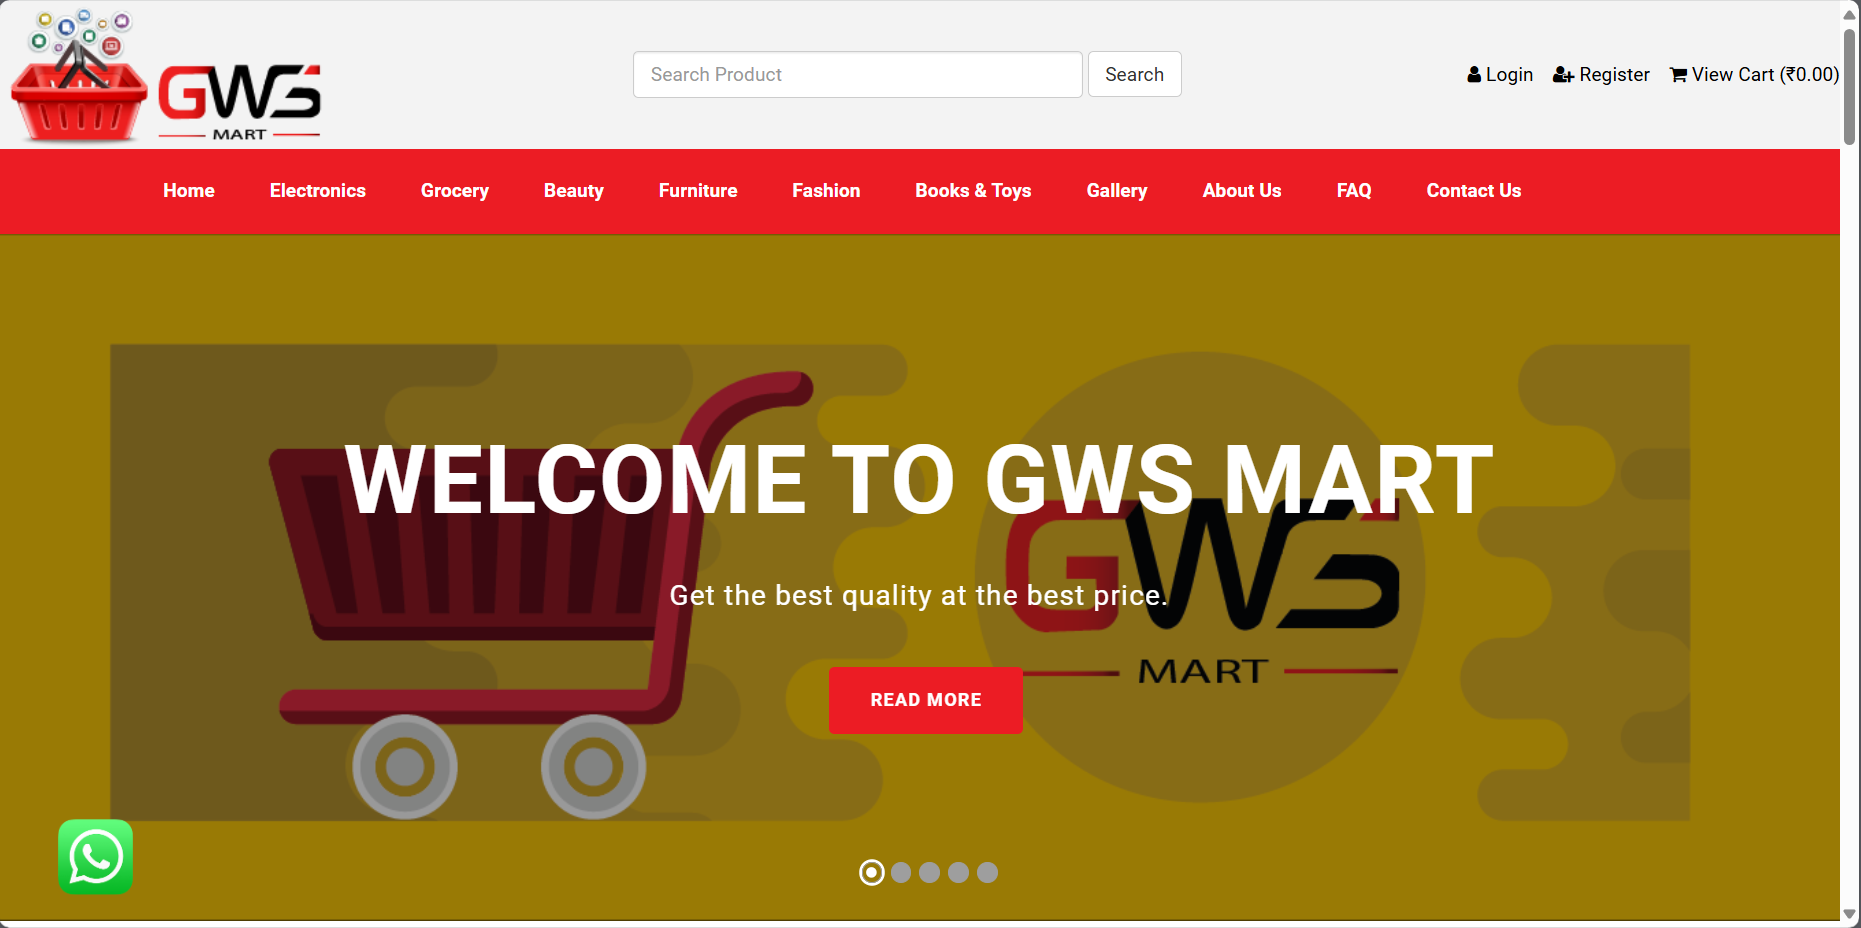 GWS
MART
Search Product
Search
Login
Register
View Cart (₹0.00)
Home
Electronics
Grocery
Beauty
Furniture
Fashion
Books & Toys
Gallery
About Us
FAQ
Contact Us
WELCOME TO GWS MART
GWS
MART
Get the best quality at the best price.
READ MORE